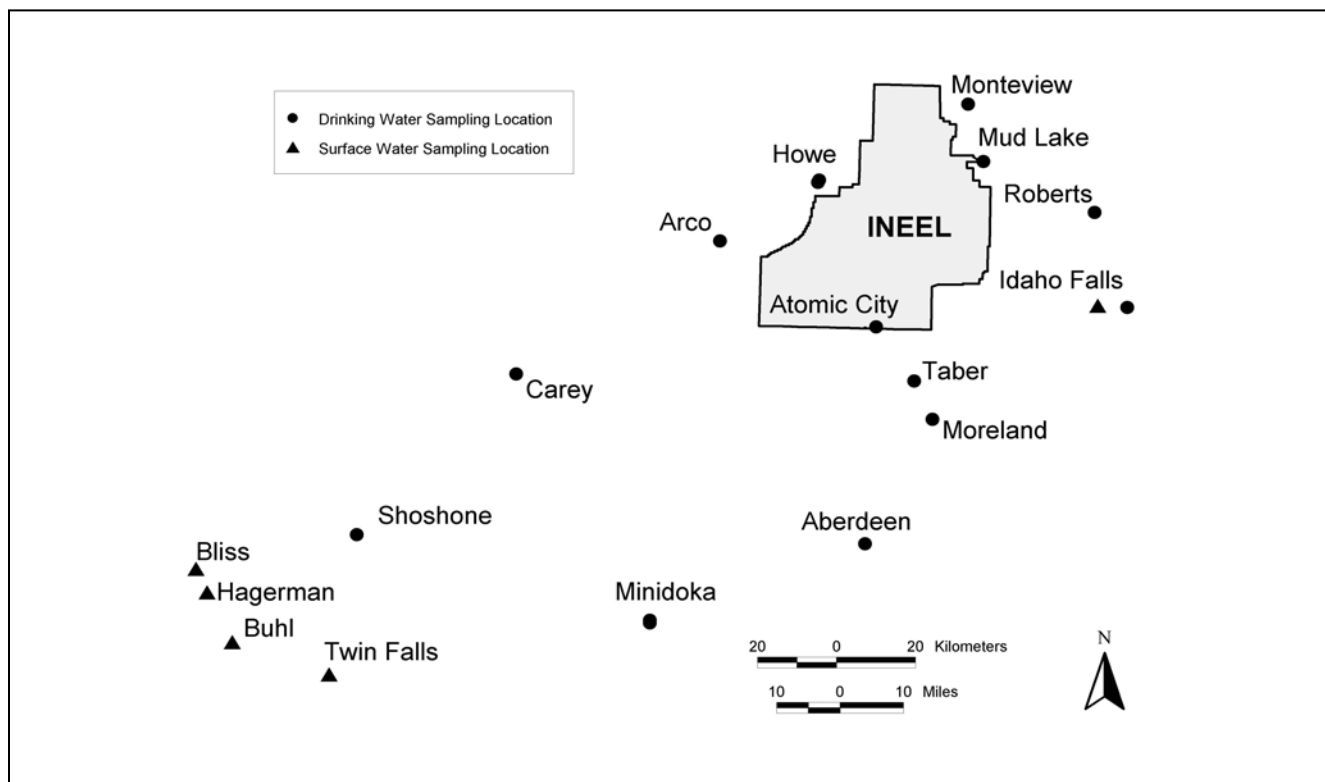 Monteview
Drinking Water Sampling Location
Mud Lake
Surface Water Sampling Location
Howe
Roberts
Arco
INEEL
Idaho Falls
Atomic City
Taber
Carey
Moreland
Shoshone
Aberdeen
Bliss
Hagerman
Minidoka
Buhl
Twin Falls
20 0 20 Kilometers
10 0 10 Miles
N